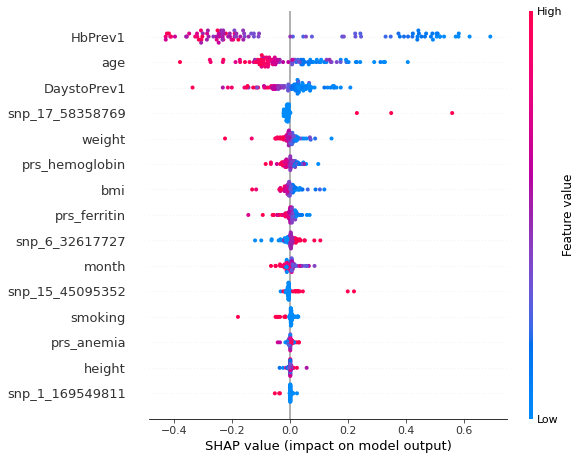 HbPrev1
age
DaystoPrev1
snp_17_58358769
weight
prs_hemoglobin
bmi
prs_ferritin
snp_6_32617727
month
snp_15_45095352
smoking
prs_anemia
height
snp_1_169549811
−0.4 −0.2 0.0 0.2 0.4 0.6
SHAP value (impact on model output)
High
Feature value
Low